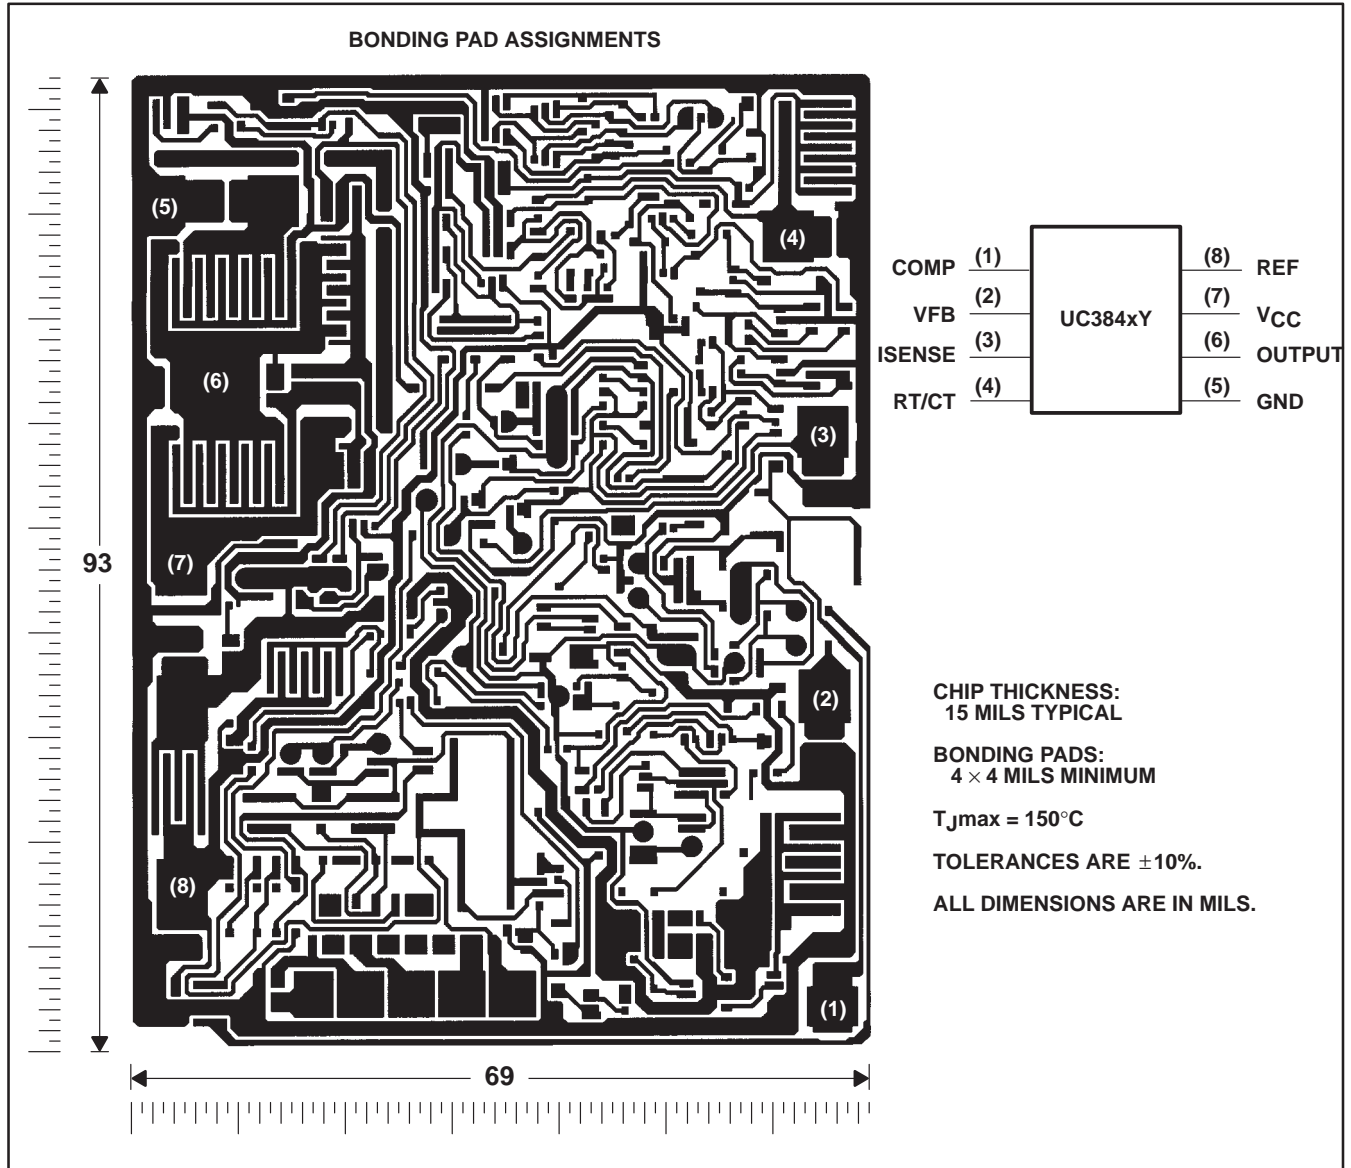 BONDING PAD ASSIGNMENTS
(5)
(4)
(6)
(3)
(7)
(2)
(8)
(1)
93
69
COMP (1)
VFB (2)
ISENSE (3)
RT/CT (4)
UC384xY
(8) REF
(7) VCC
(6) OUTPUT
(5) GND
CHIP THICKNESS:
15 MILS TYPICAL
BONDING PADS:
4 × 4 MILS MINIMUM
TJmax = 150°C
TOLERANCES ARE ±10%.
ALL DIMENSIONS ARE IN MILS.